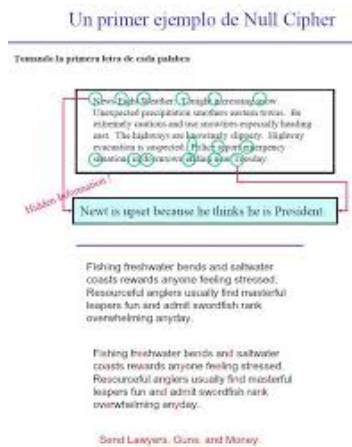 Un primer ejemplo de Null Cipher
Tomando la primera letra de cada palabra
News Eight Weather: Tonight increasing snow.
Unexpected precipitation smothers eastern towns. Be
extremely cautious and use snowtires especially heading
east. The highways are knowingly slippery. Highway
evacuation is suspected. Police report emergency
situations in downtown ending near Tuesday.
Hidden Information !
Newt is upset because he thinks he is President.
Fishing freshwater bends and saltwater
coasts rewards anyone feeling stressed.
Resourceful anglers usually find masterful
leapers fun and admit swordfish rank
overwhelming anyday.
Fishing freshwater bends and saltwater
coasts rewards anyone feeling stressed.
Resourceful anglers usually find masterful
leapers fun and admit swordfish rank
overwhelming anyday.
Send Lawyers, Guns, and Money.